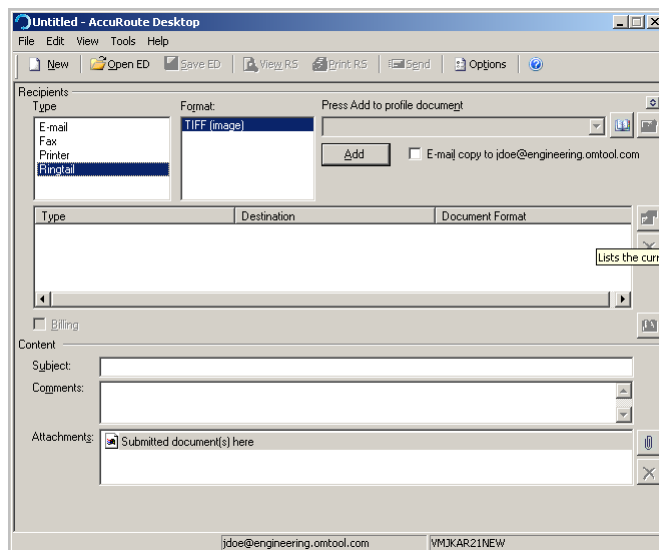 Untitled - AccuRoute Desktop
File Edit View Tools Help
New Open ED Save ED View RS Print RS Send Options
Recipients
Type Format: Press Add to profile document
E-mail TIFF (image)
Fax
Printer Add E-mail copy to jdoe@engineering.omtool.com
Ringtail
Type Destination Document Format
Lists the curr
Billing
Content
Subject:
Comments:
Attachments: Submitted document(s) here
jdoe@engineering.omtool.com VMJKAR21NEW